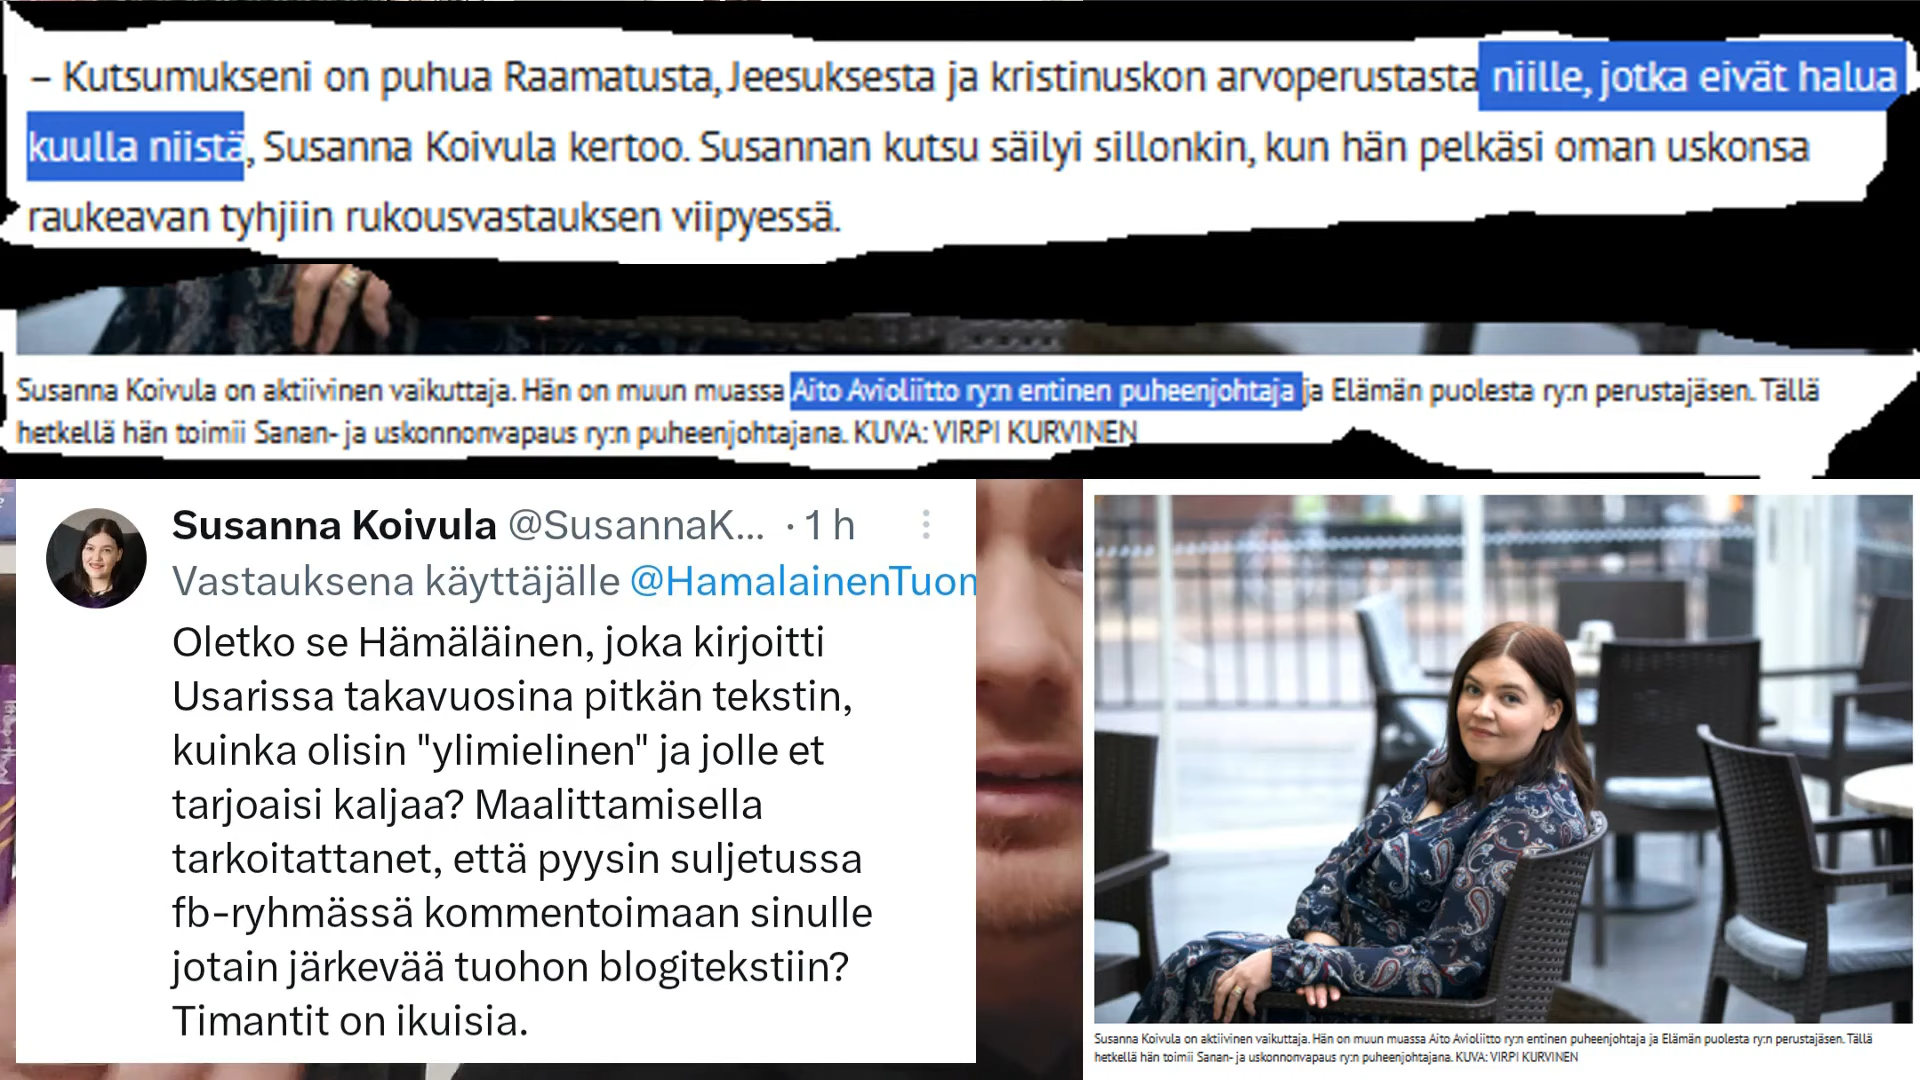 – Kutsumukseni on puhua Raamatusta, Jeesuksesta ja kristinuskon arvoperustasta niille, jotka eivät halua
kuulla niistä, Susanna Koivula kertoo. Susannan kutsu säilyi sillonkin, kun hän pelkäsi oman uskonsa
raukeavan tyhjiin rukousvastauksen viipyessä.
Susanna Koivula on aktiivinen vaikuttaja. Hän on muun muassa Aito Avioliitto ry:n entinen puheenjohtaja ja Elämän puolesta ry:n perustajäsen. Tällä
hetkellä hän toimii Sanan- ja uskonnonvapaus ry:n puheenjohtajana. KUVA: VIRPI KURVINEN
Susanna Koivula @SusannaK... · 1 h
Vastauksena käyttäjälle @HamalainenTuom
Oletko se Hämäläinen, joka kirjoitti
Usarissa takavuosina pitkän tekstin,
kuinka olisin "ylimielinen" ja jolle et
tarjoaisi kaljaa? Maalittamisella
tarkoitattanet, että pyysin suljetussa
fb-ryhmässä kommentoimaan sinulle
jotain järkevää tuohon blogitekstiin?
Timantit on ikuisia.
Susanna Koivula on aktiivinen vaikuttaja. Hän on muun muassa Aito Avioliitto ry:n entinen puheenjohtaja ja Elämän puolesta ry:n perustajäsen. Tällä
hetkellä hän toimii Sanan- ja uskonnonvapaus ry:n puheenjohtajana. KUVA: VIRPI KURVINEN